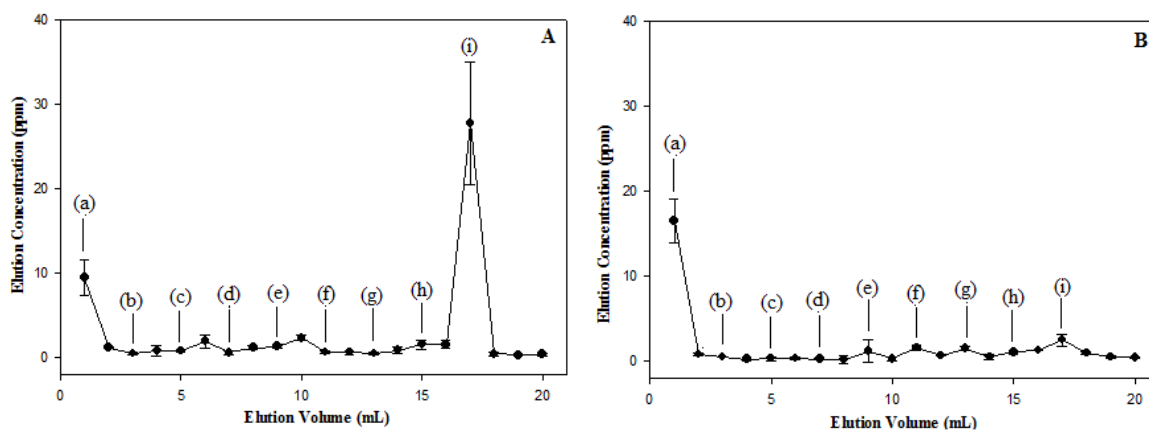 A
Elution Concentration (ppm)
40
30
20
10
0
(a)
(b)
(c)
(d)
(e)
(f)
(g)
(h)
(i)
0
5
10
15
20
Elution Volume (mL)
B
Elution Concentration (ppm)
40
30
20
10
0
(a)
(b)
(c)
(d)
(e)
(f)
(g)
(h)
(i)
0
5
10
15
20
Elution Volume (mL)